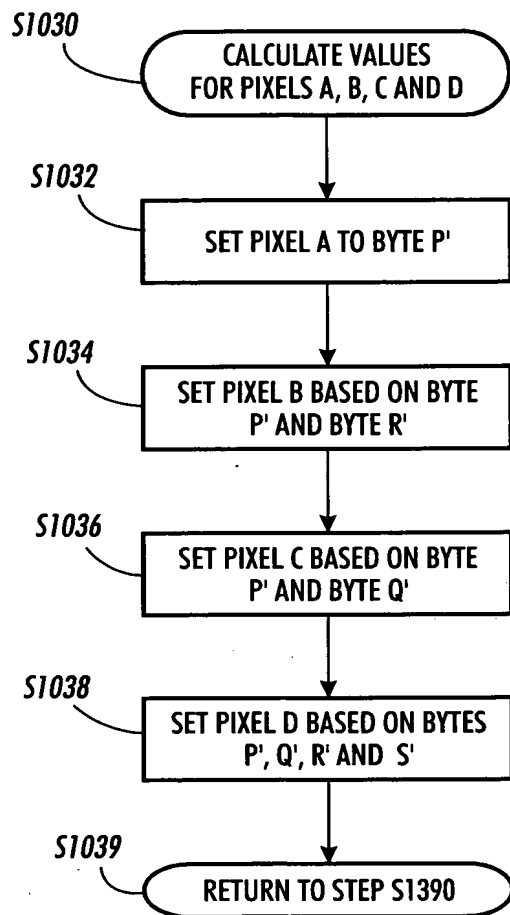 S1030
CALCULATE VALUES
FOR PIXELS A, B, C AND D
S1032
SET PIXEL A TO BYTE P'
S1034
SET PIXEL B BASED ON BYTE
P' AND BYTE R'
S1036
SET PIXEL C BASED ON BYTE
P' AND BYTE Q'
S1038
SET PIXEL D BASED ON BYTES
P', Q', R' AND S'
S1039
RETURN TO STEP S1390